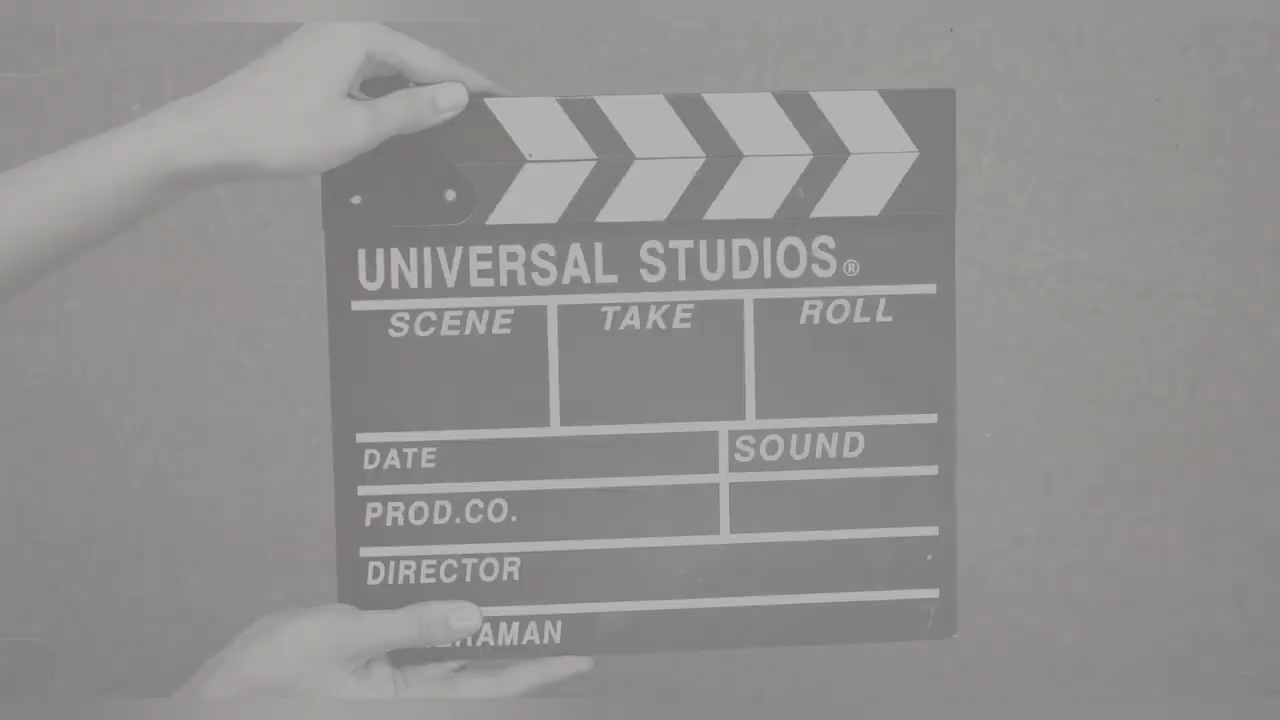 UNIVERSAL STUDIOS®
SCENE TAKE ROLL
DATE SOUND
PROD.CO.
DIRECTOR